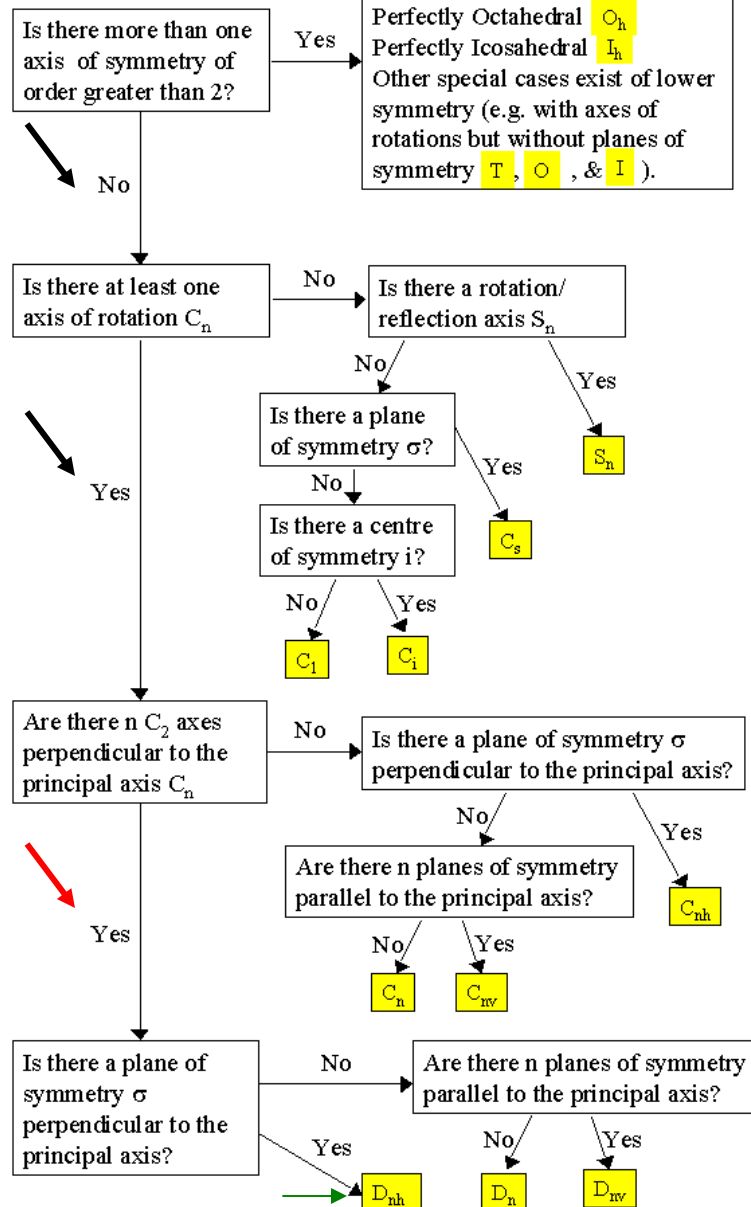 Is there more than one
axis of symmetry of
order greater than 2?
Yes
Perfectly Octahedral Oh
Perfectly Icosahedral Ih
Other special cases exist of lower
symmetry (e.g. with axes of
rotations but without planes of
symmetry T, O , & I ).
No
Is there at least one
axis of rotation Cn
No
Is there a rotation/
reflection axis Sn
No
Yes
Is there a plane
of symmetry σ?
Sn
Yes
Yes
No
Is there a centre
of symmetry i?
Cs
No
Yes
C1
Ci
Are there n C2 axes
perpendicular to the
principal axis Cn
No
Is there a plane of symmetry σ
perpendicular to the principal axis?
No
Yes
Are there n planes of symmetry
parallel to the principal axis?
Cnh
Yes
No
Yes
Cn
Cnv
Is there a plane of
symmetry σ
perpendicular to the
principal axis?
No
Are there n planes of symmetry
parallel to the principal axis?
Yes
No
Yes
Dnh
Dn
Dnv